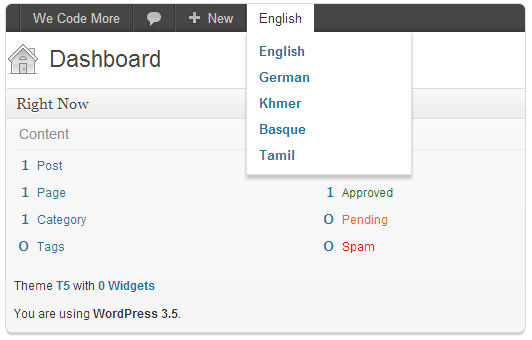 We Code More + New English
Dashboard
English
German
Khmer
Basque
Tamil
Right Now
Content
1 Post
1 Page 1 Approved
1 Category 0 Pending
0 Tags 0 Spam
Theme T5 with 0 Widgets
You are using WordPress 3.5.